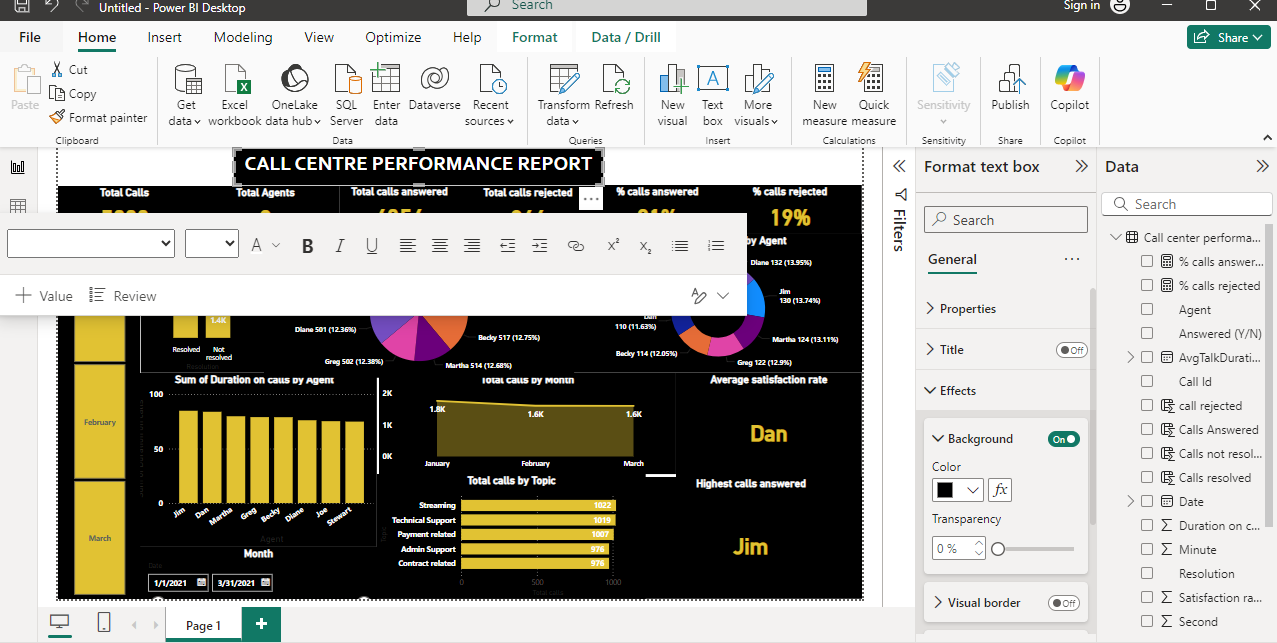 Untitled - Power BI Desktop
Search
Sign in
File Home Insert Modeling View Optimize Help Format Data / Drill Share
Paste Cut
Copy
Format painter
Get data Excel workbook OneLake data hub SQL Server Enter data Dataverse Recent sources
Transform data Refresh
New visual Text box More visuals
New measure Quick measure
Sensitivity Publish Copilot
Clipboard Data Queries Insert Calculations Sensitivity Share Copilot
CALL CENTRE PERFORMANCE REPORT
Total Calls Total Agents Total calls answered Total calls rejected % calls answered % calls rejected
19%
A B I U x² x₂
+ Value Review
by Agent
Diane 132 (13.95%)
Jim
130 (13.74%)
Martha 124 (13.11%)
Greg 122 (12.9%)
Becky 114 (12.05%)
Dan
110 (11.63%)
1.4K
Resolved Not resolved
Resolution
Diane 501 (12.36%)
Greg 502 (12.38%)
Becky 517 (12.75%)
Martha 514 (12.68%)
February
March
Sum of Duration on calls by Agent
100
50
0
Jim Dan Martha Greg Becky Diane Joe Stewart
Agent
Total calls by Month
2K
1K
0K
1.8K 1.6K 1.6K
January February March
Average satisfaction rate
Dan
Total calls by Topic
Streaming 1022
Technical Support 1019
Payment related 1007
Admin Support 976
Contract related 976
0 500 1000
Total calls
Topic
Highest calls answered
Jim
Month
Date
1/1/2021 3/31/2021
Page 1
Filters
Format text box
Search
General
Properties
Title Off
Effects
Background On
Color
fx
Transparency
0 %
Visual border Off
Data
Search
Call center performa...
% calls answer...
% calls rejected
Agent
Answered (Y/N)
AvgTalkDurati...
Call Id
call rejected
Calls Answered
Calls not resol...
Calls resolved
Date
Duration on c...
Minute
Resolution
Satisfaction ra...
Second